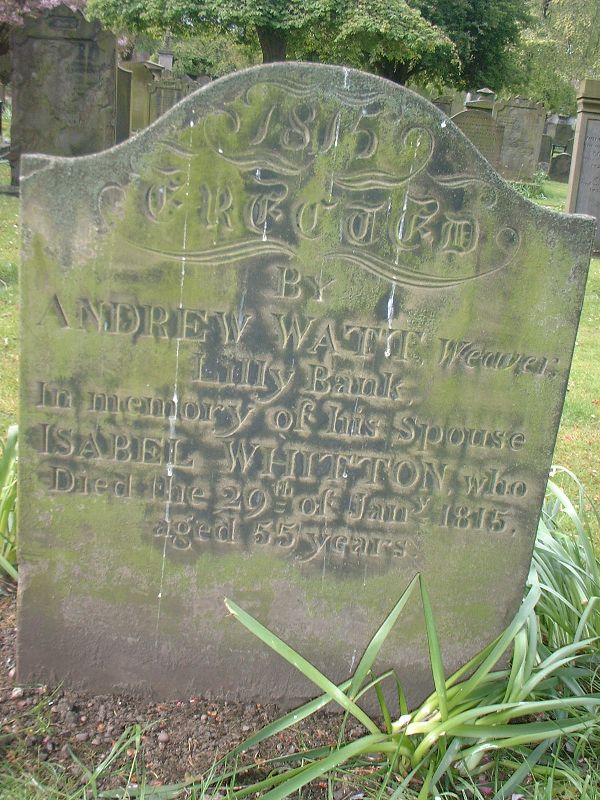 1815
ERECTED
BY
ANDREW WATT, Weaver,
Lilly Bank,
In memory of his Spouse
ISABEL WHITTON, who
Died the 29th of Jany 1815.
aged 55 years.